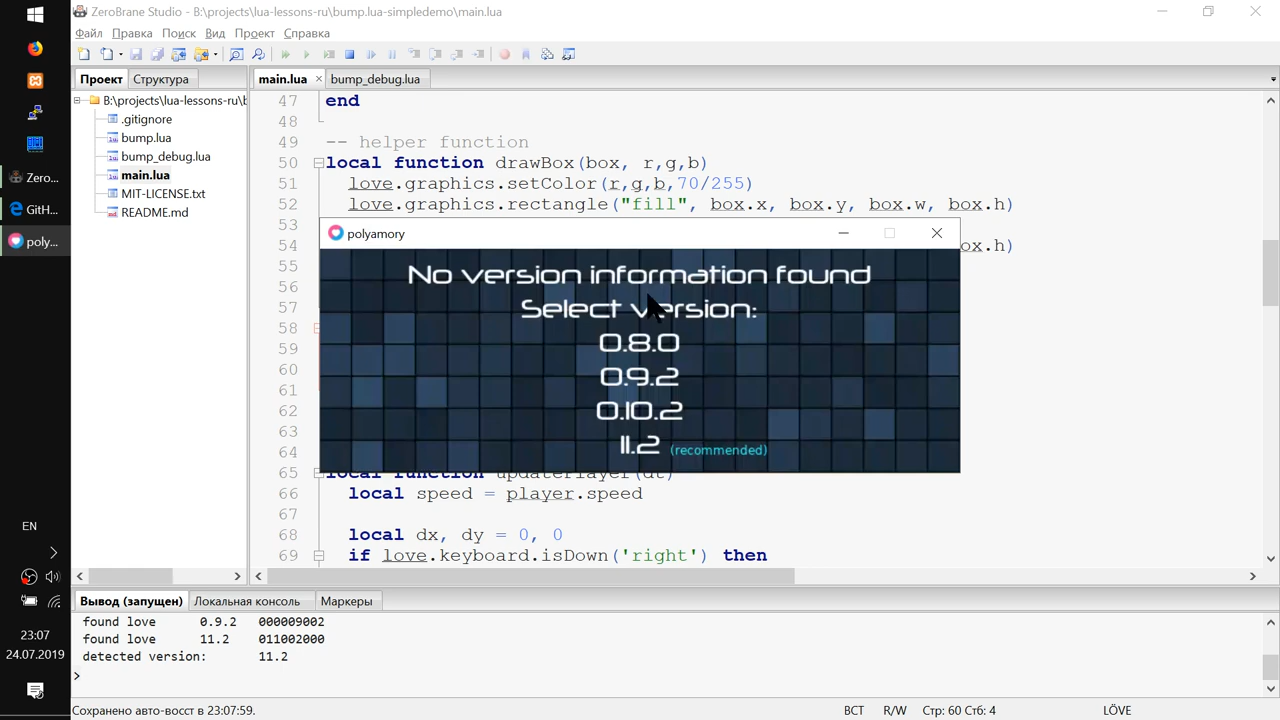 ZeroBrane Studio - B:\projects\lua-lessons-ru\bump.lua-simpledemo\main.lua
Файл Правка Поиск Вид Проект Справка
Проект Структура
main.lua bump_debug.lua
B:\projects\lua-lessons-ru\b
.gitignore
bump.lua
bump_debug.lua
main.lua
MIT-LICENSE.txt
README.md
47 end
48
49 -- helper function
50 local function drawBox(box, r,g,b)
51 love.graphics.setColor(r,g,b,70/255)
52 love.graphics.rectangle("fill", box.x, box.y, box.w, box.h)
53
54 ox.h)
55
56
57
58
59
60
61
62
63
64
65 local function updatePlayer(dt)
66 local speed = player.speed
67
68 local dx, dy = 0, 0
69 if love.keyboard.isDown('right') then
polyamory
No version information found
Select version:
0.8.0
0.9.2
0.10.2
11.2 (recommended)
Zero...
GitH...
poly...
EN
23:07
24.07.2019
Вывод (запущен) Локальная консоль Маркеры
found love 0.9.2 000009002
found love 11.2 011002000
detected version: 11.2
>
Сохранено авто-восст в 23:07:59.
ВСТ R/W Стр: 60 Стб: 4 LÖVE